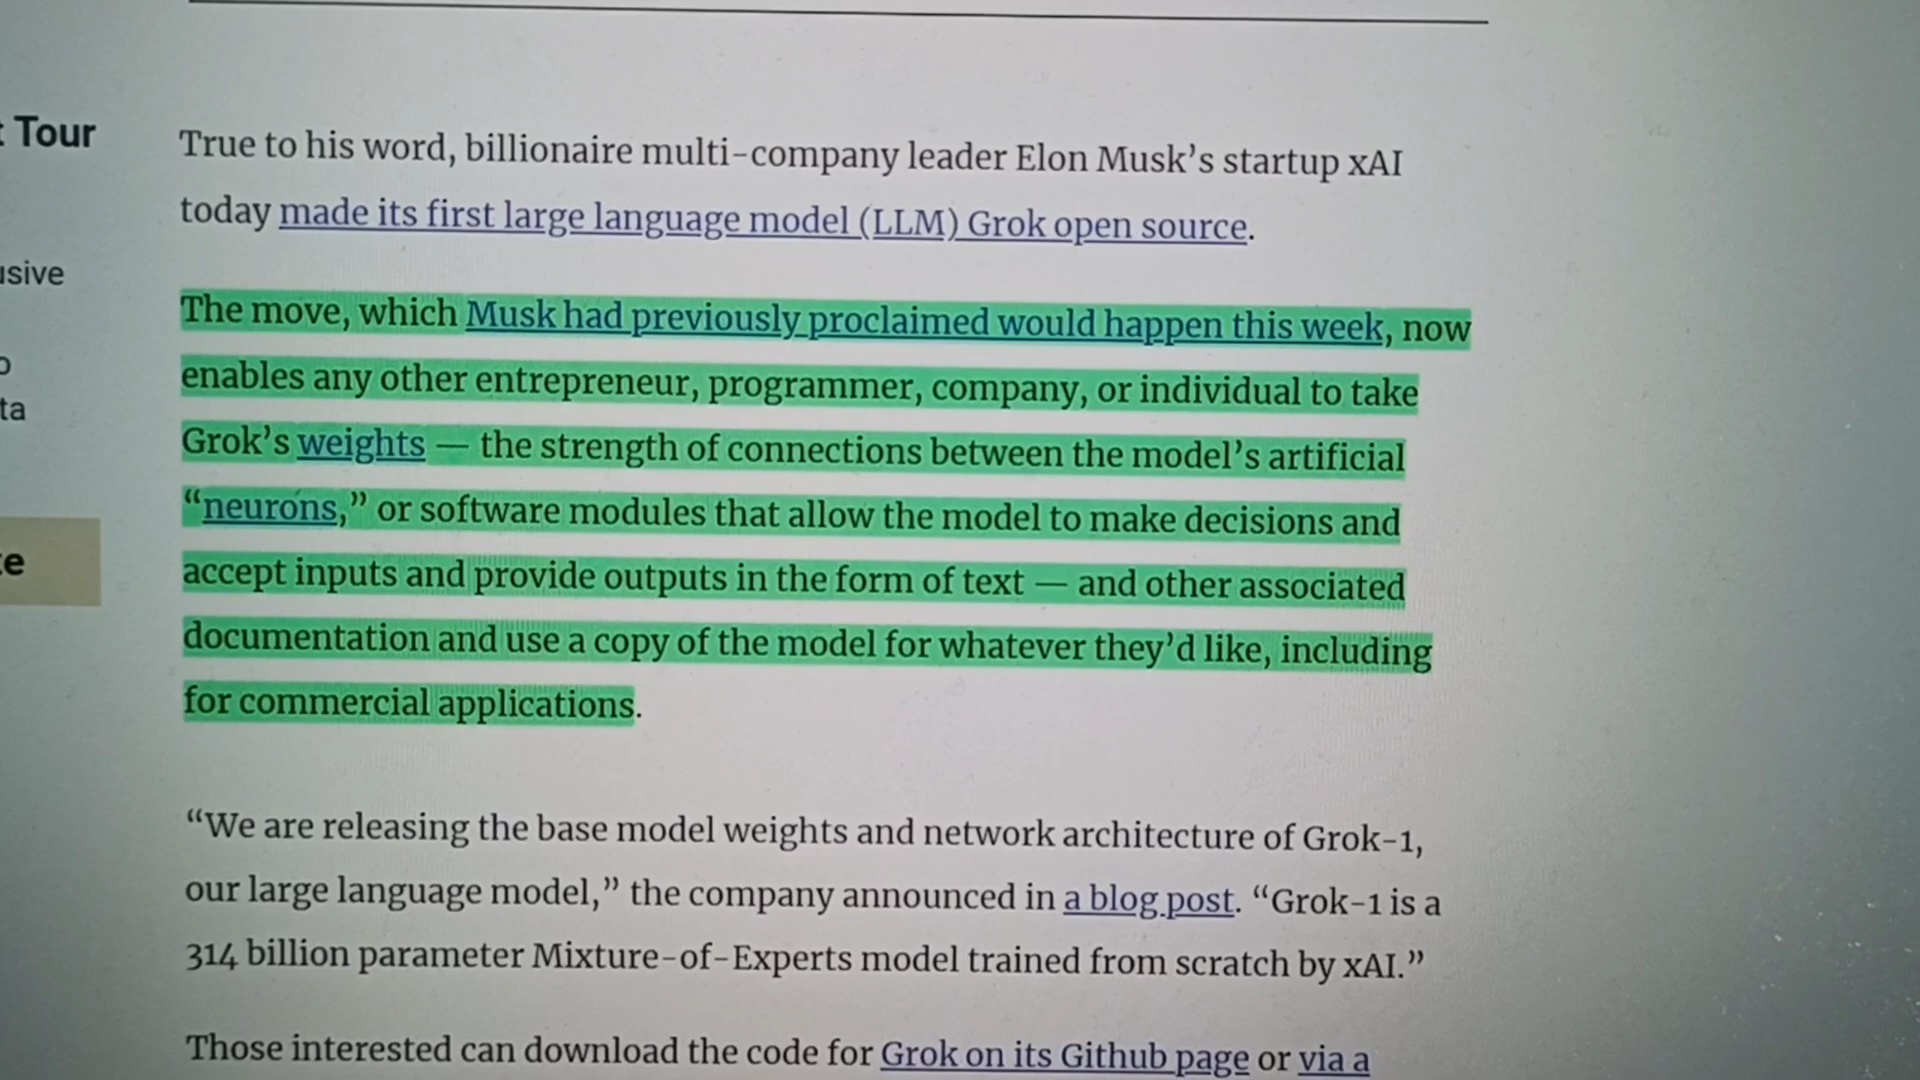 Tour
True to his word, billionaire multi-company leader Elon Musk’s startup xAI
today made its first large language model (LLM) Grok open source.
The move, which Musk had previously proclaimed would happen this week, now
enables any other entrepreneur, programmer, company, or individual to take
Grok’s weights — the strength of connections between the model’s artificial
“neurons,” or software modules that allow the model to make decisions and
accept inputs and provide outputs in the form of text — and other associated
documentation and use a copy of the model for whatever they’d like, including
for commercial applications.
“We are releasing the base model weights and network architecture of Grok-1,
our large language model,” the company announced in a blog post. “Grok-1 is a
314 billion parameter Mixture-of-Experts model trained from scratch by xAI.”
Those interested can download the code for Grok on its Github page or via a